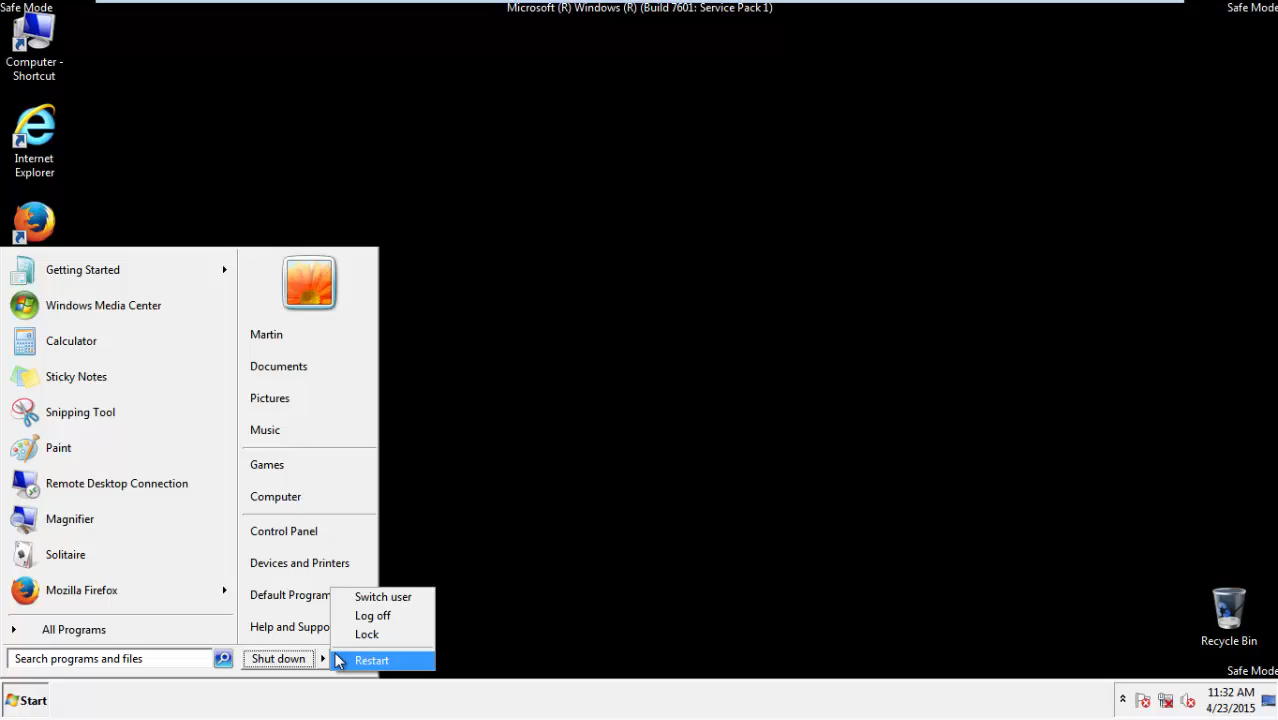 Safe Mode
Microsoft (R) Windows (R) (Build 7601: Service Pack 1)
Safe Mode
Computer -
Shortcut
Internet
Explorer
Getting Started
Windows Media Center
Calculator
Sticky Notes
Snipping Tool
Paint
Remote Desktop Connection
Magnifier
Solitaire
Mozilla Firefox
All Programs
Search programs and files
Martin
Documents
Pictures
Music
Games
Computer
Control Panel
Devices and Printers
Default Program
Help and Suppo
Shut down
Switch user
Log off
Lock
Restart
Recycle Bin
Safe Mode
Start
11:32 AM
4/23/2015